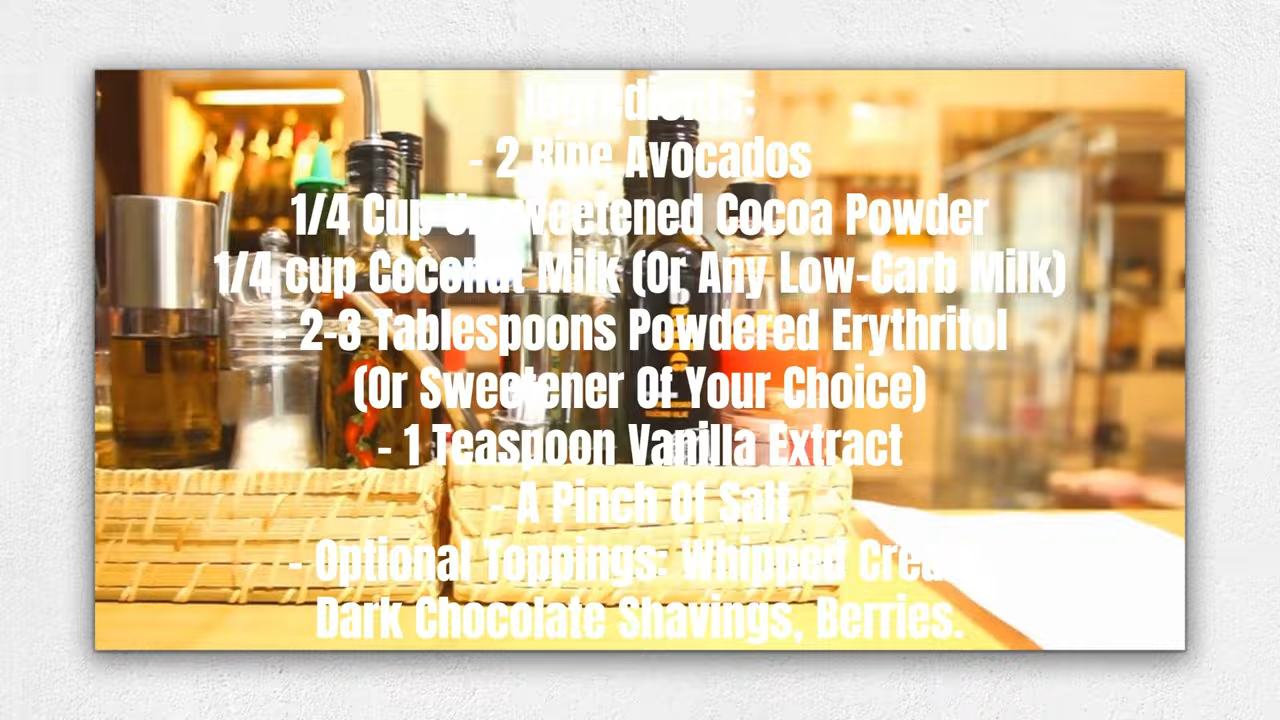 Ingredients:
- 2 Ripe Avocados
1/4 Cup Unsweetened Cocoa Powder
1/4 cup Coconut Milk (Or Any Low-Carb Milk)
- 2-3 Tablespoons Powdered Erythritol
(Or Sweetener Of Your Choice)
- 1 Teaspoon Vanilla Extract
- A Pinch Of Salt
- Optional Toppings: Whipped Cream,
Dark Chocolate Shavings, Berries.